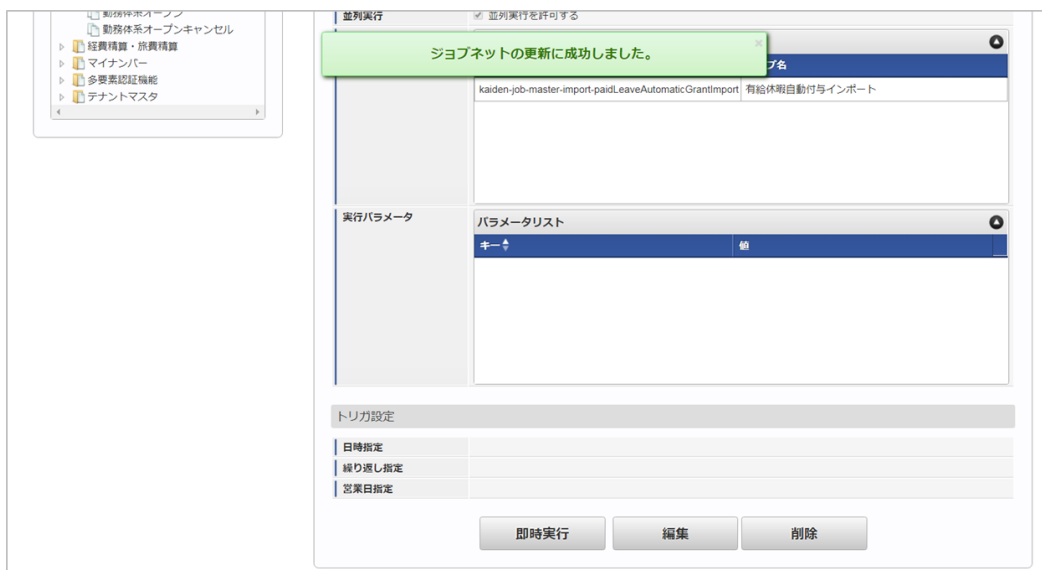 勤務体系オープン
勤務体系オープンキャンセル
経費精算・旅費精算
マイナンバー
多要素認証機能
テナントマスタ
並列実行
並列実行を許可する
ジョブネットの更新に成功しました。
ブ名
kaiden-job-master-import-paidLeaveAutomaticGrantImport 有給休暇自動付与インポート
実行パラメータ
パラメータリスト
キー 値
トリガ設定
日時指定
繰り返し指定
営業日指定
即時実行 編集 削除